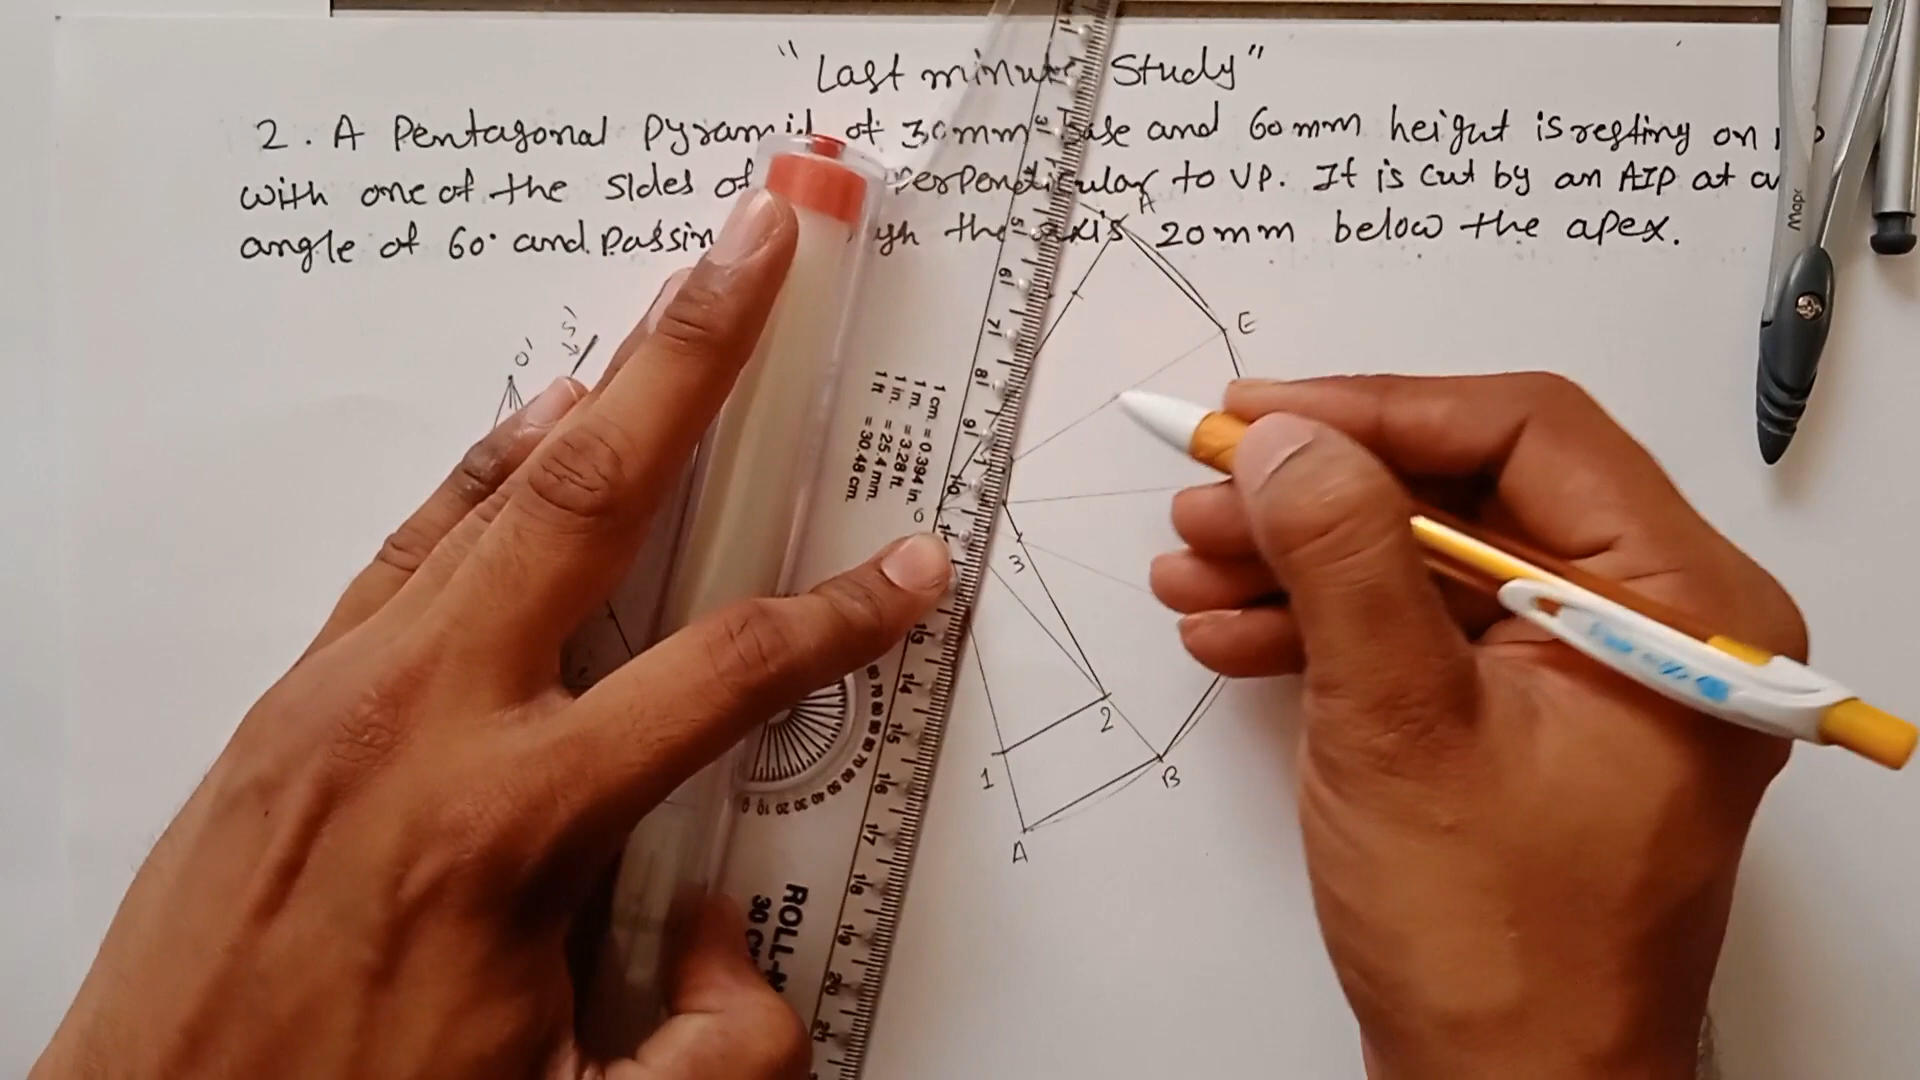 "Last minute Study"
2. A Pentagonal Pyramid of 30mm base and 60mm height is resting on
with one of the sides of perpendicular to VP. It is cut by an AIP at
angle of 60° and Passin the axis 20mm below the apex.
A
E
S'
O'
1 cm. = 0.394 in.
1 m. = 3.28 ft.
1 in. = 25.4 mm.
1 ft = 30.48 cm.
O
3
2
1
B
A
ROLL
30
Maped